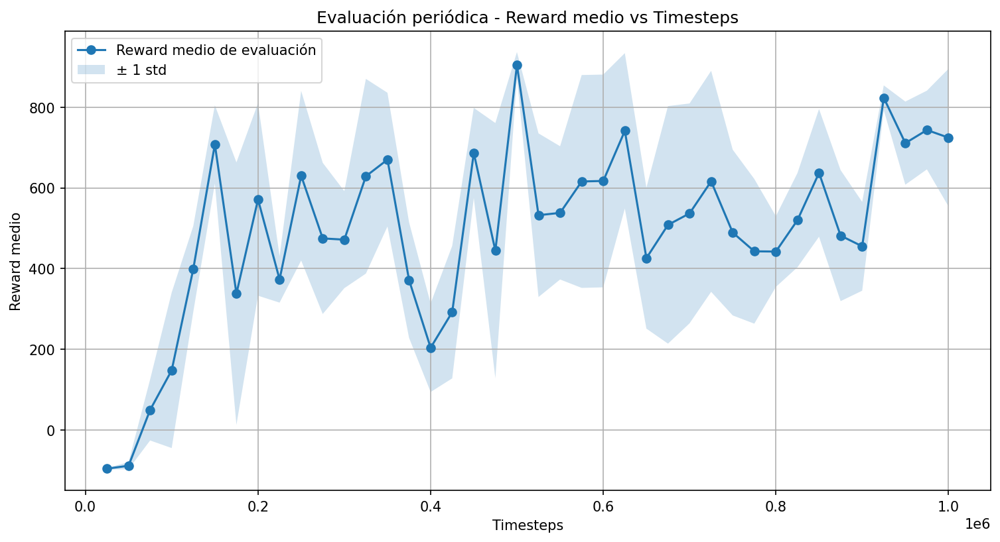 Evaluación periódica - Reward medio vs Timesteps
Reward medio de evaluación
± 1 std
Reward medio
800
600
400
200
0
0.0 0.2 0.4 0.6 0.8 1.0
1e6
Timesteps